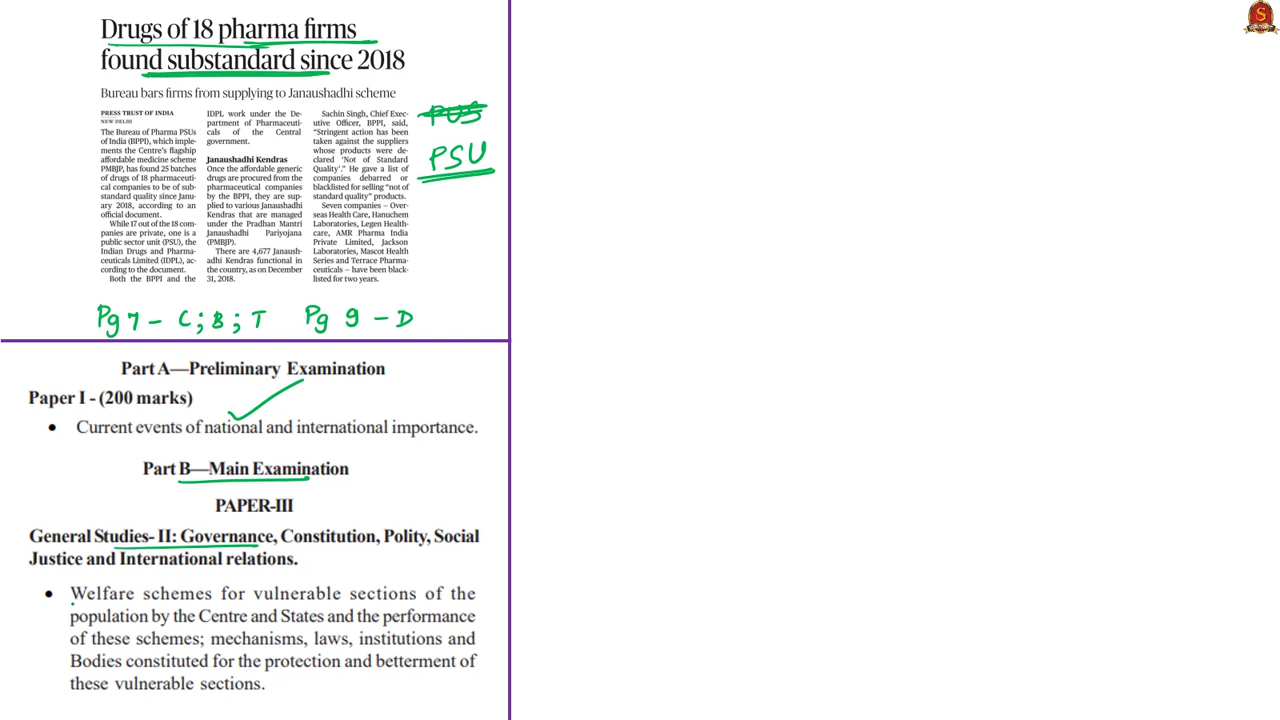 Drugs of 18 pharma firms
found substandard since 2018
Bureau bars firms from supplying to Janaushadhi scheme
PRESS TRUST OF INDIA
NEW DELHI
The Bureau of Pharma PSUs
of India (BPPI), which imple-
ments the Centre's flagship
affordable medicine scheme
PMBJP, has found 25 batches
of drugs of 18 pharmaceuti-
cal companies to be of sub-
standard quality since Janu-
ary 2018, according to an
official document.
While 17 out of the 18 com-
panies are private, one is a
public sector unit (PSU), the
Indian Drugs and Pharma-
ceuticals Limited (IDPL), ac-
cording to the document.
Both the BPPI and the
IDPL work under the De-
partment of Pharmaceuti-
cals of the Central
government.
Janaushadhi Kendras
Once the affordable generic
drugs are procured from the
pharmaceutical companies
by the BPPI, they are sup-
plied to various Janaushadhi
Kendras that are managed
under the Pradhan Mantri
Janaushadhi Pariyojana
(PMBJP).
There are 4,677 Janaush-
adhi Kendras functional in
the country, as on December
31, 2018.
Sachin Singh, Chief Exec-
utive Officer, BPPI, said,
"Stringent action has been
taken against the suppliers
whose products were de-
clared 'Not of Standard
Quality'." He gave a list of
companies debarred or
blacklisted for selling "not of
standard quality" products.
Seven companies – Over-
seas Health Care, Hanuchem
Laboratories, Legen Health-
care, AMR Pharma India
Private Limited, Jackson
Laboratories, Mascot Health
Series and Terrace Pharma-
ceuticals – have been black-
listed for two years.
PUS
PSU
Pg 7 – C; B; T Pg 9 – D
Part A—Preliminary Examination
Paper I - (200 marks)
• Current events of national and international importance.
Part B—Main Examination
PAPER-III
General Studies- II: Governance, Constitution, Polity, Social
Justice and International relations.
• Welfare schemes for vulnerable sections of the
population by the Centre and States and the performance
of these schemes; mechanisms, laws, institutions and
Bodies constituted for the protection and betterment of
these vulnerable sections.
S